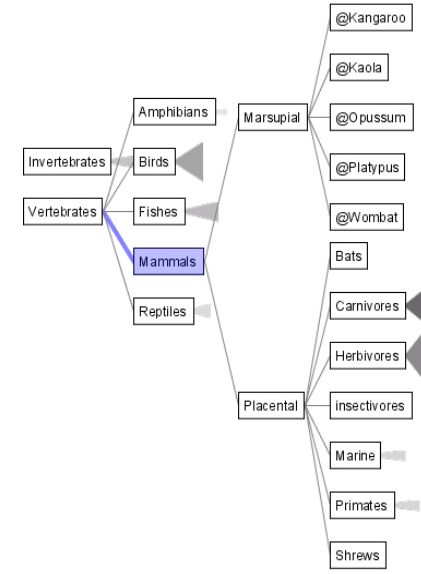 Invertebrates
Vertebrates
Amphibians
Birds
Fishes
Mammals
Reptiles
Marsupial
@Kangaroo
@Kaola
@Opussum
@Platypus
@Wombat
Placental
Bats
Carnivores
Herbivores
insectivores
Marine
Primates
Shrews